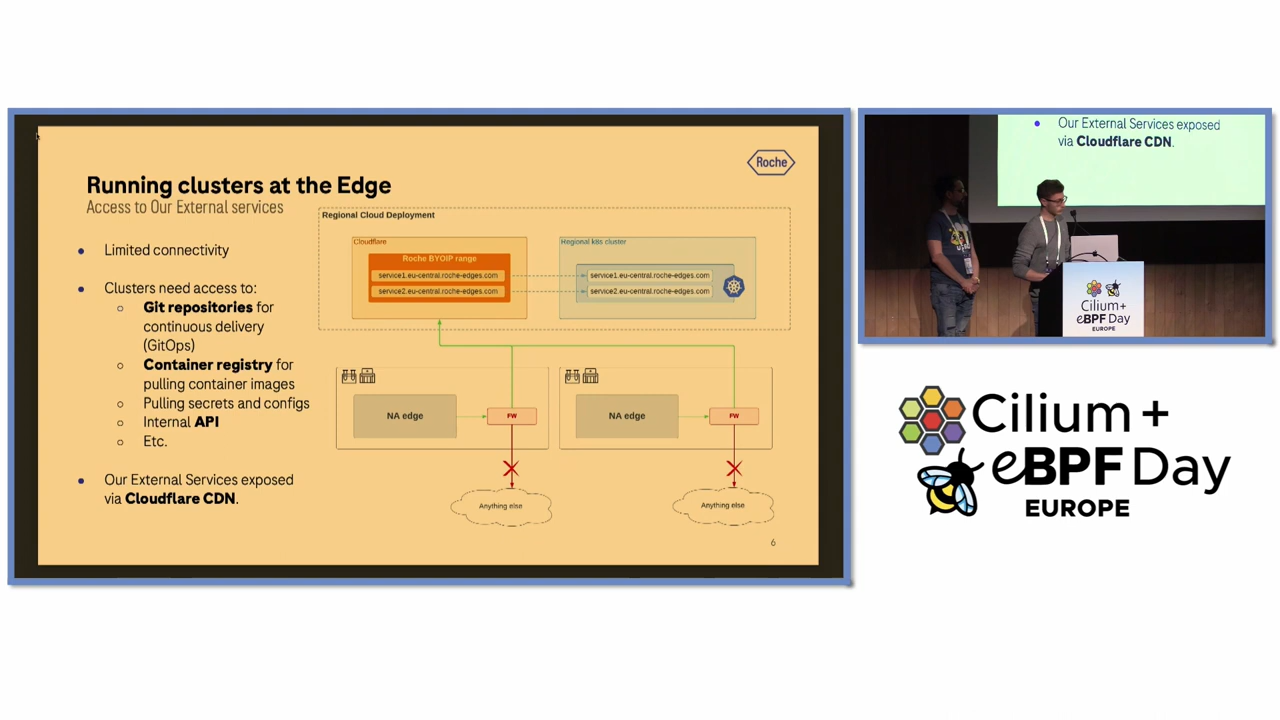 Roche
Running clusters at the Edge
Access to Our External services
Limited connectivity
Clusters need access to:
Git repositories for
continuous delivery
(GitOps)
Container registry for
pulling container images
Pulling secrets and configs
Internal API
Etc.
Our External Services exposed
via Cloudflare CDN.
Regional Cloud Deployment
Cloudflare
Roche BYOIP range
service1.eu-central.roche-edges.com
service2.eu-central.roche-edges.com
Regional k8s cluster
service1.eu-central.roche-edges.com
service2.eu-central.roche-edges.com
NA edge
FW
Anything else
NA edge
FW
Anything else
6
Our External Services exposed
via Cloudflare CDN.
Cilium+
eBPF Day
EUROPE
Cilium +
eBPF Day
EUROPE